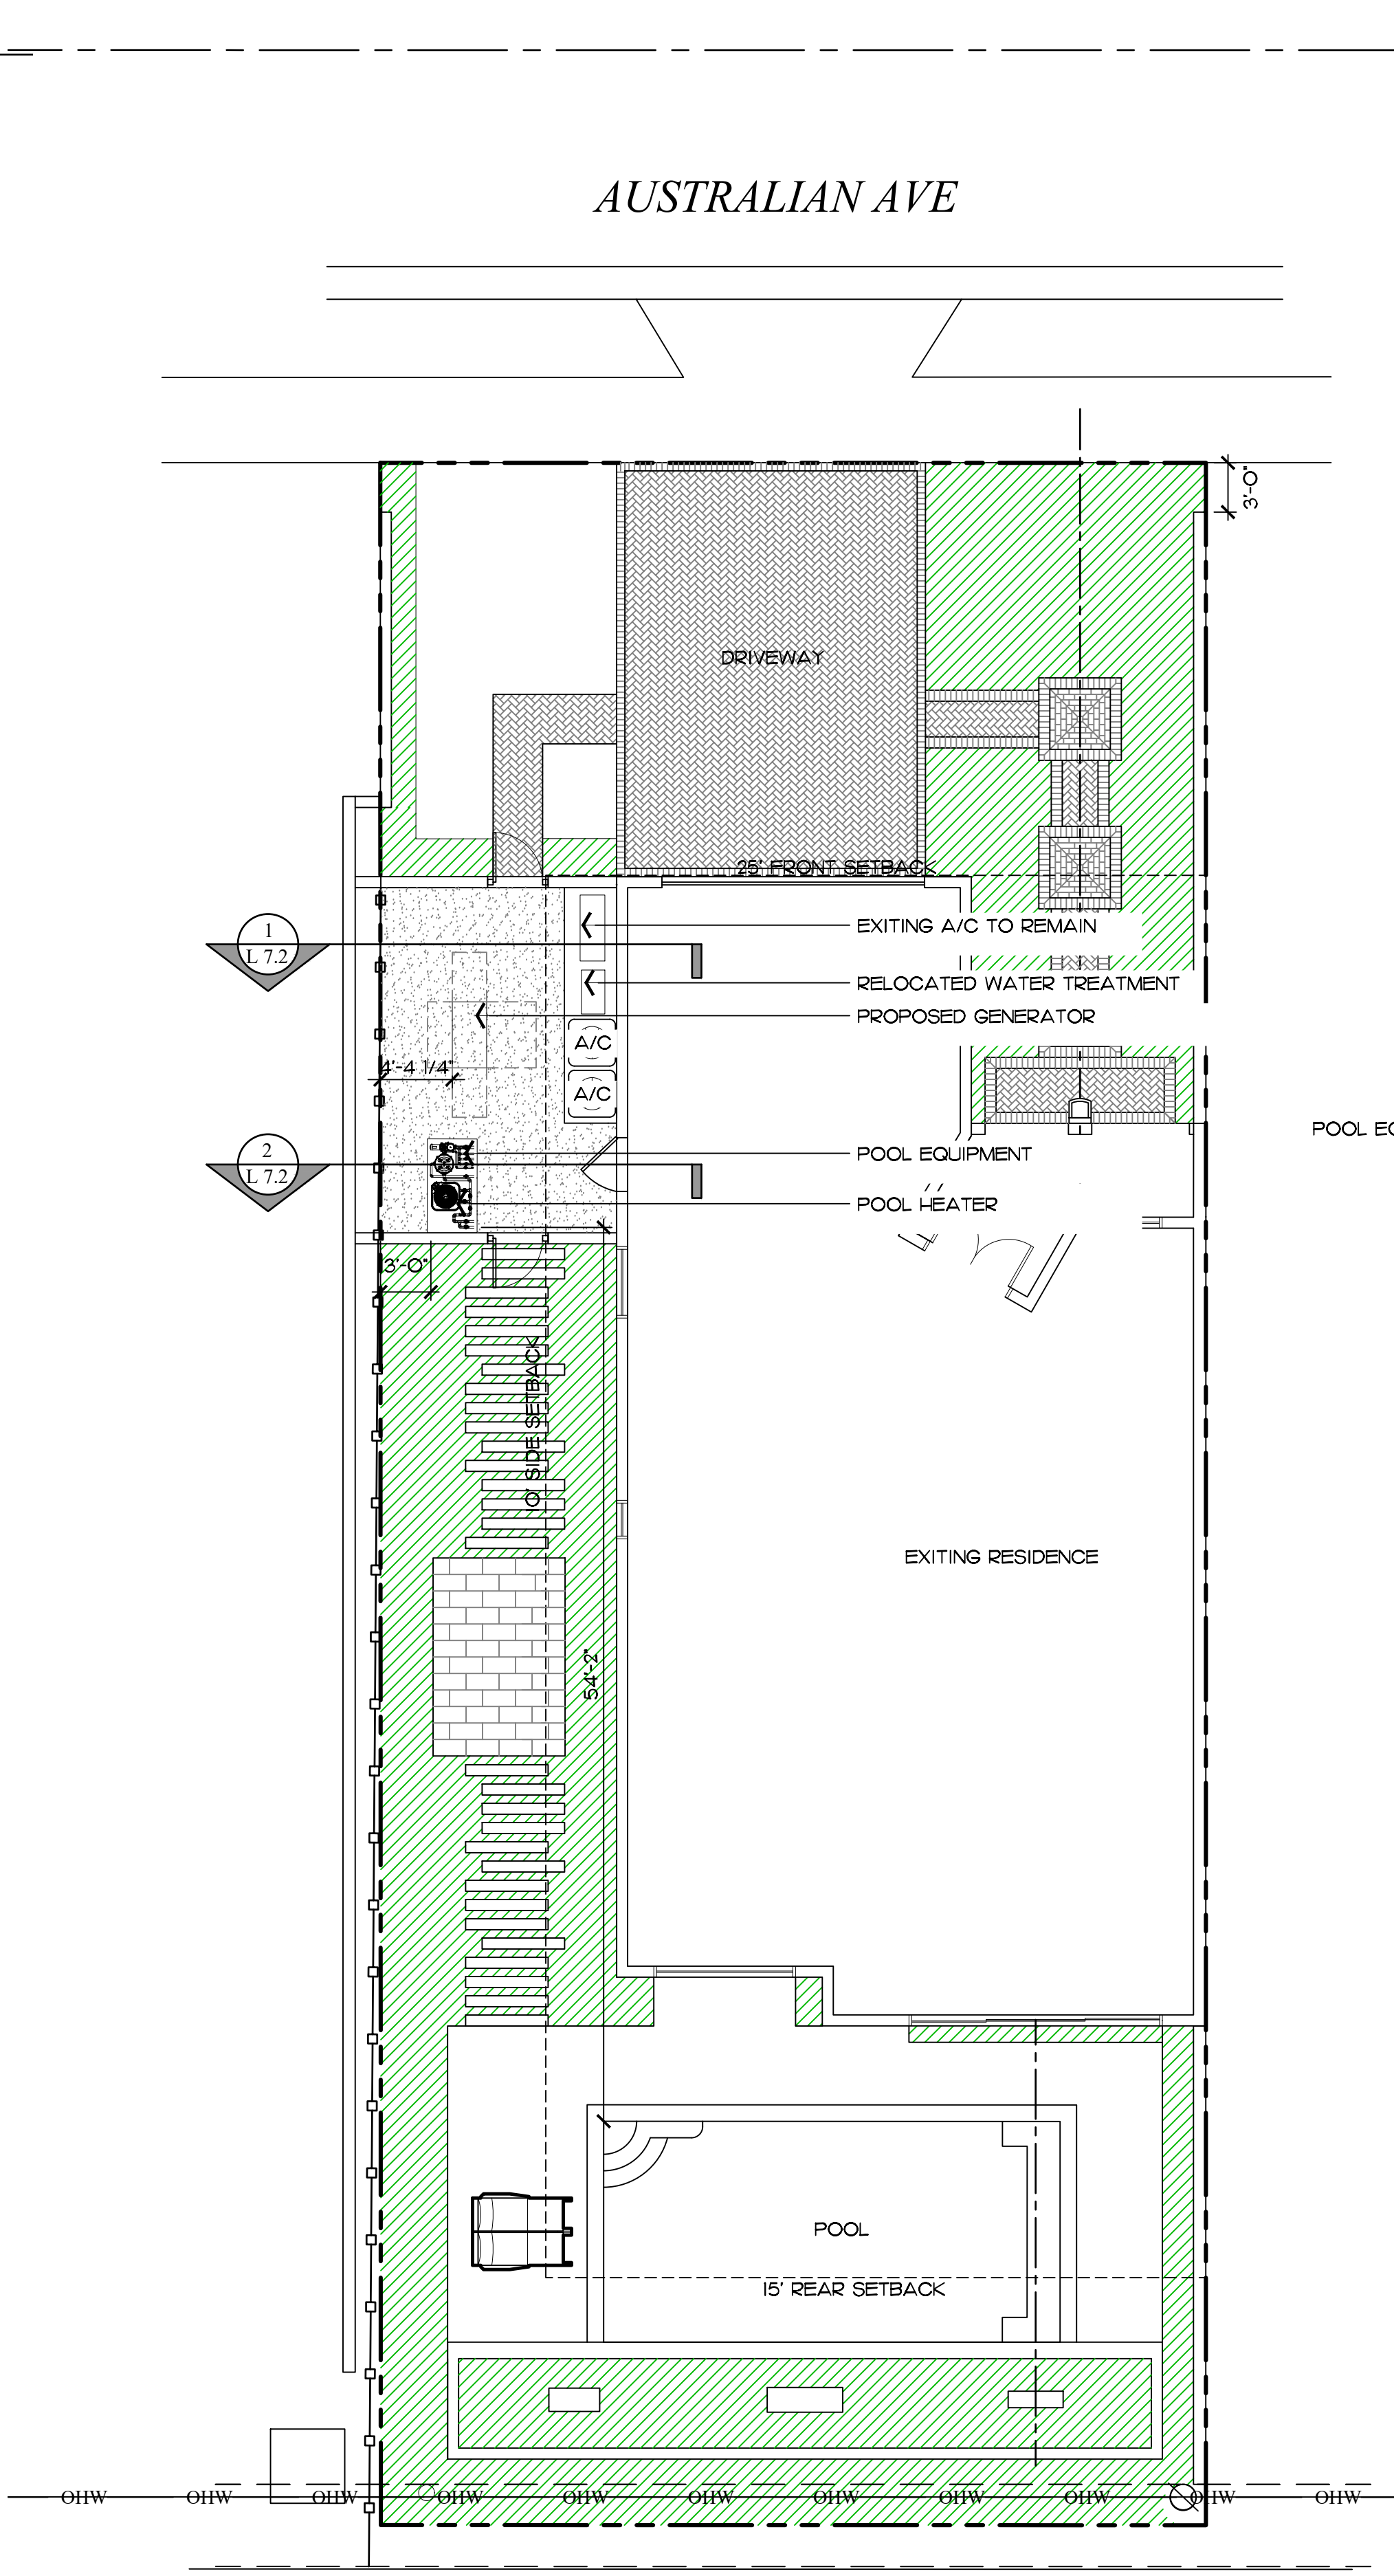 AUSTRALIAN AVE
3'-0"
DRIVEWAY
25' FRONT SETBACK
EXITING A/C TO REMAIN
1
L 7.2
RELOCATED WATER TREATMENT
PROPOSED GENERATOR
A/C
4'-4 1/4"
A/C
POOL EQ
POOL EQUIPMENT
2
L 7.2
POOL HEATER
3'-0"
10' SIDE SETBACK
EXITING RESIDENCE
54'-2"
POOL
15' REAR SETBACK
OHW OHW OHW OHW OHW OHW OHW OHW OHW OHW OHW